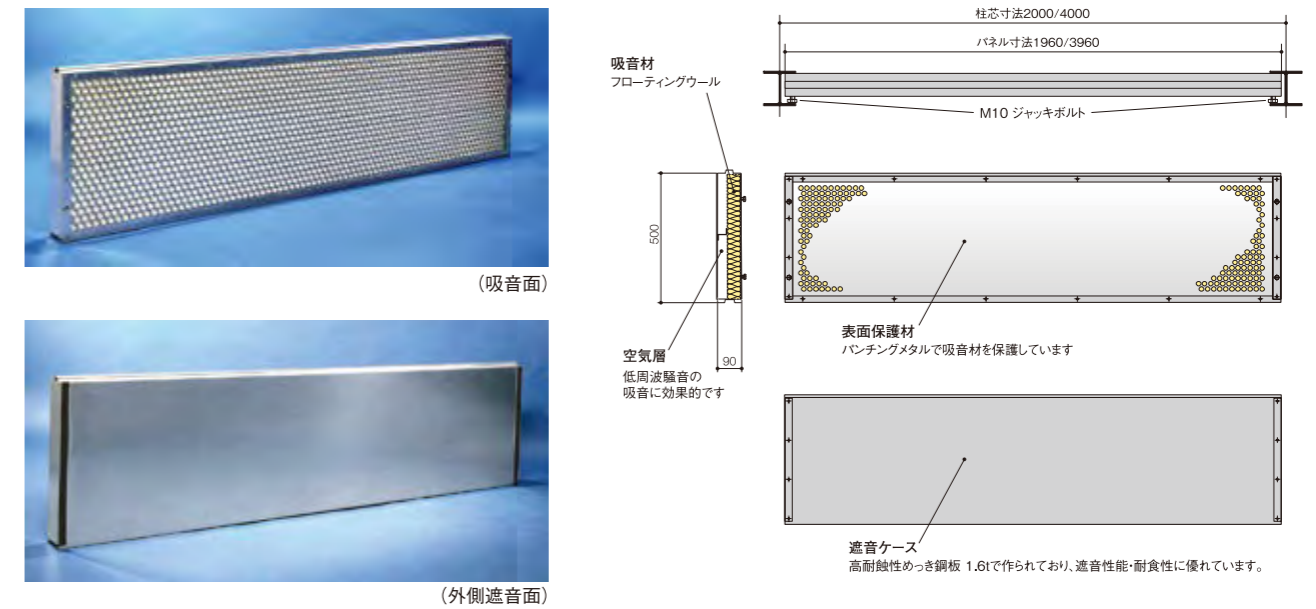 (吸音面)
(外側遮音面)
柱芯寸法2000/4000
パネル寸法1960/3960
吸音材
フローティングウール
M10 ジャッキボルト
500
90
空気層
低周波騒音の
吸音に効果的です
表面保護材
パンチングメタルで吸音材を保護しています
遮音ケース
高耐蝕性めっき鋼板 1.6tで作られており、遮音性能・耐食性に優れています。